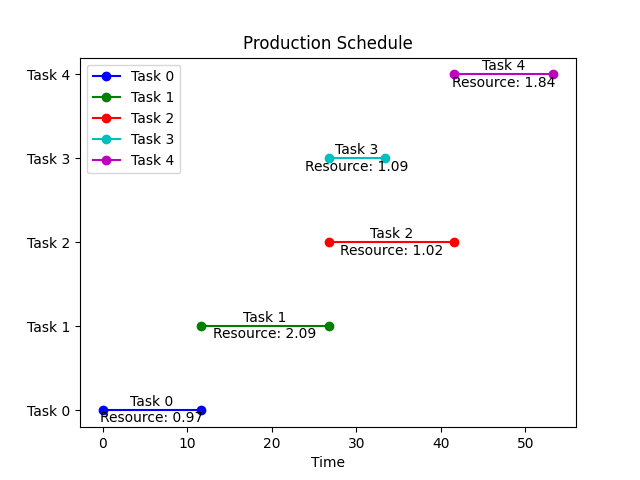 Production Schedule
Task 0
Task 1
Task 2
Task 3
Task 4
Task 4
Task 4
Resource: 1.84
Task 3
Task 3
Resource: 1.09
Task 2
Task 2
Resource: 1.02
Task 1
Task 1
Resource: 2.09
Task 0
Task 0
Resource: 0.97
0 10 20 30 40 50
Time